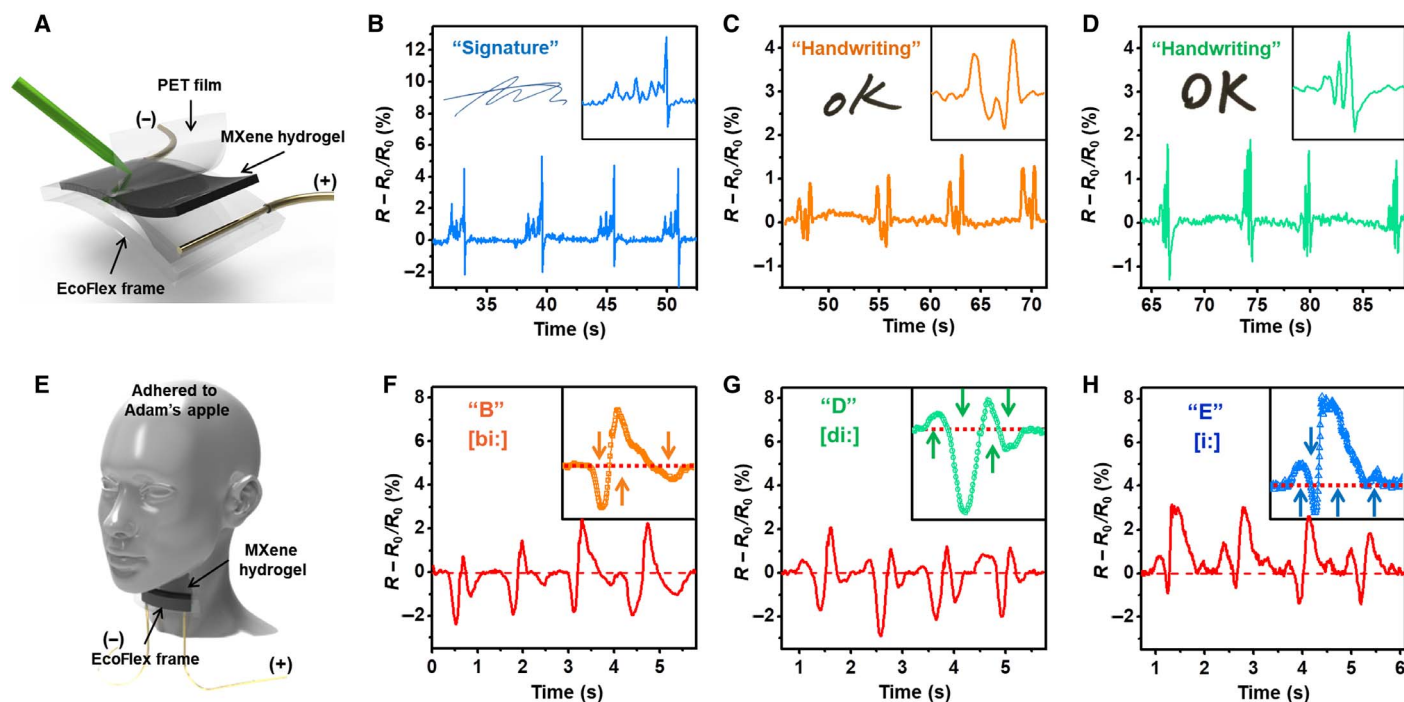 A
PET film
(–)
MXene hydrogel
(+)
EcoFlex frame
B
“Signature”
R – R0/R0 (%)
12
10
8
6
4
2
0
–2
35
40
45
50
Time (s)
C
“Handwriting”
oK
R – R0/R0 (%)
4
3
2
1
0
–1
50
55
60
65
70
Time (s)
D
“Handwriting”
OK
R – R0/R0 (%)
4
3
2
1
0
–1
65
70
75
80
85
Time (s)
E
Adhered to
Adam’s apple
MXene
hydrogel
(–)
EcoFlex frame
(+)
F
“B”
[bi:]
R – R0/R0 (%)
8
6
4
2
0
–2
0
1
2
3
4
5
Time (s)
G
“D”
[di:]
R – R0/R0 (%)
8
6
4
2
0
–2
1
2
3
4
5
Time (s)
H
“E”
[i:]
R – R0/R0 (%)
8
6
4
2
0
–2
1
2
3
4
5
6
Time (s)